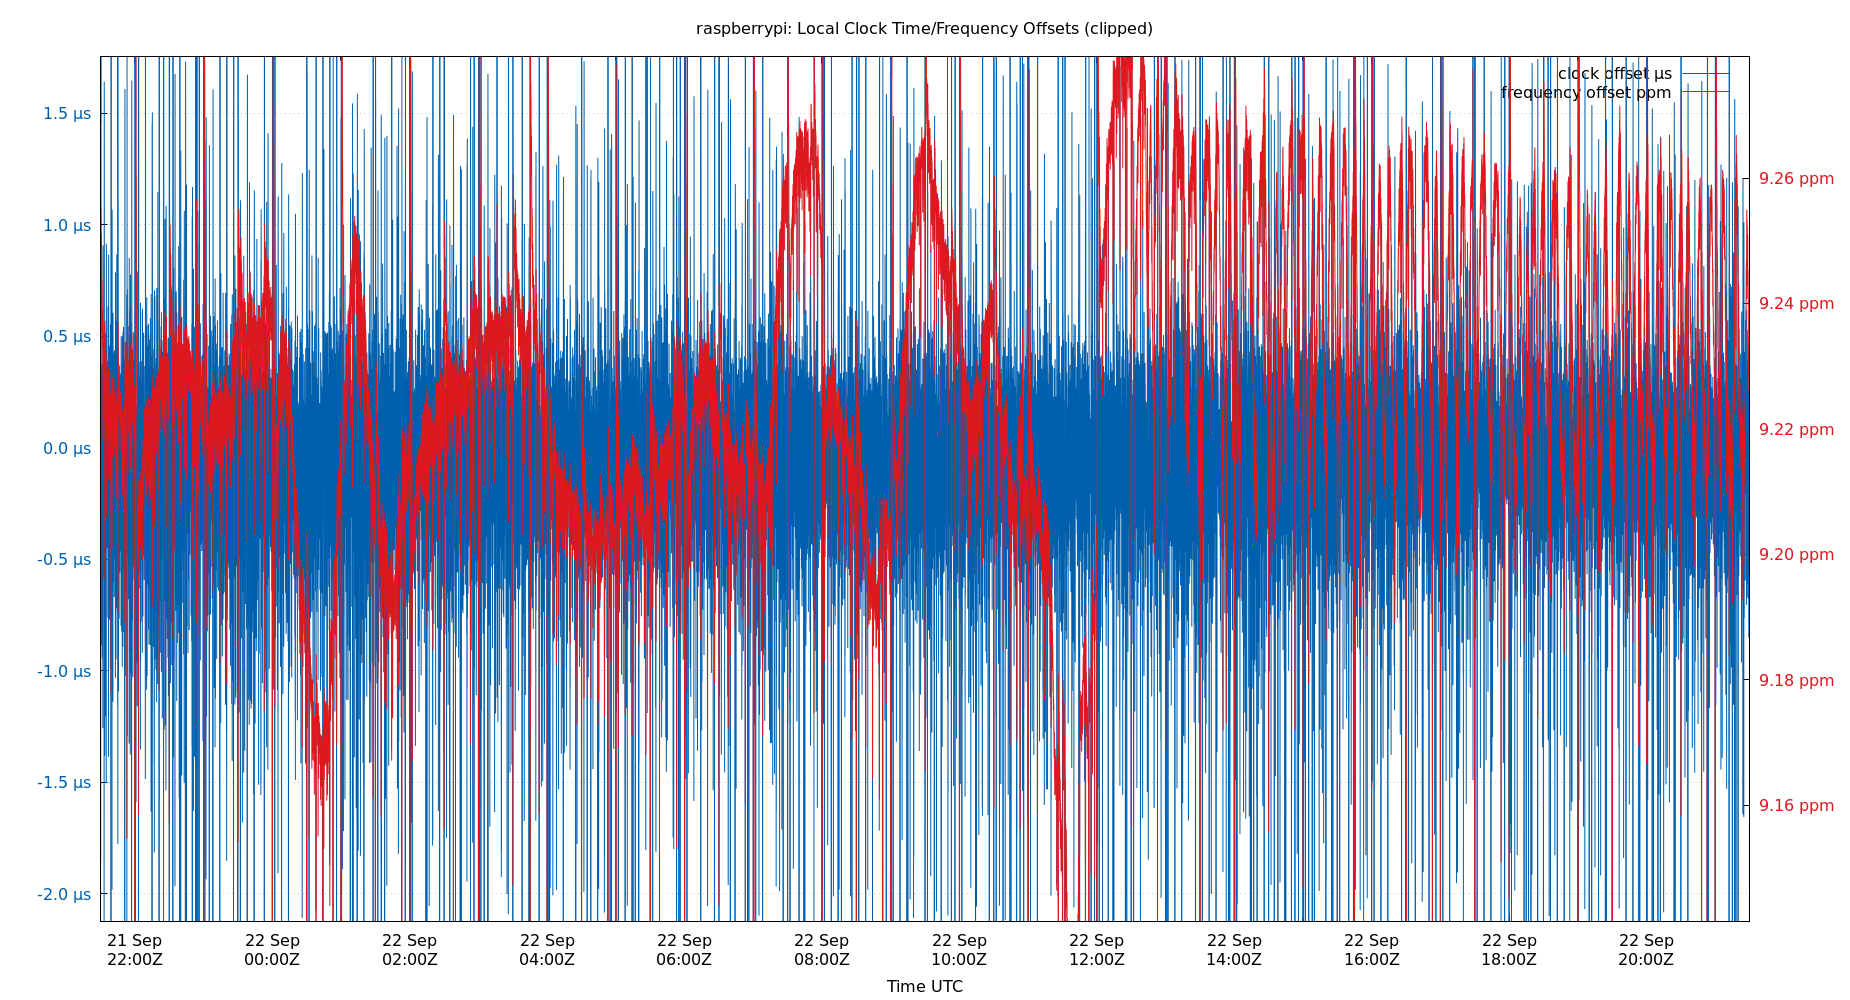 raspberrypi: Local Clock Time/Frequency Offsets (clipped)
clock offset µs
frequency offset ppm
1.5 µs
1.0 µs
0.5 µs
0.0 µs
-0.5 µs
-1.0 µs
-1.5 µs
-2.0 µs
9.26 ppm
9.24 ppm
9.22 ppm
9.20 ppm
9.18 ppm
9.16 ppm
21 Sep 22 Sep 22 Sep 22 Sep 22 Sep 22 Sep 22 Sep 22 Sep 22 Sep 22 Sep 22 Sep 22 Sep
22:00Z 00:00Z 02:00Z 04:00Z 06:00Z 08:00Z 10:00Z 12:00Z 14:00Z 16:00Z 18:00Z 20:00Z
Time UTC